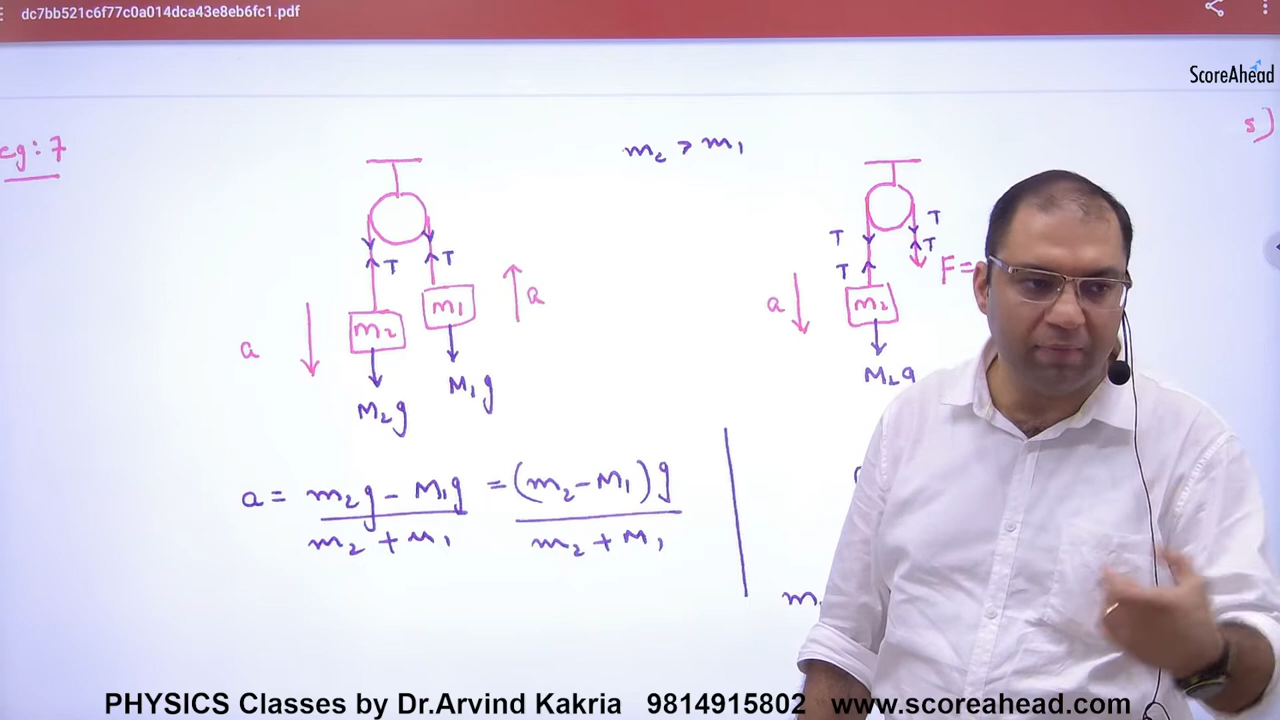 dc7bb521c6f77c0a014dca43e8eb6fc1.pdf
ScoreAhead
eg: 7
m₂ > m₁
s)
T
T
T
T
T
T
F=
a
m₂
m₁
a
a
m₂
M₂g
M₁g
M₂g
a = m₂g - M₁g / m₂ + M₁ = (m₂ - M₁)g / m₂ + M₁
m
PHYSICS Classes by Dr.Arvind Kakria 9814915802 www.scoreahead.com